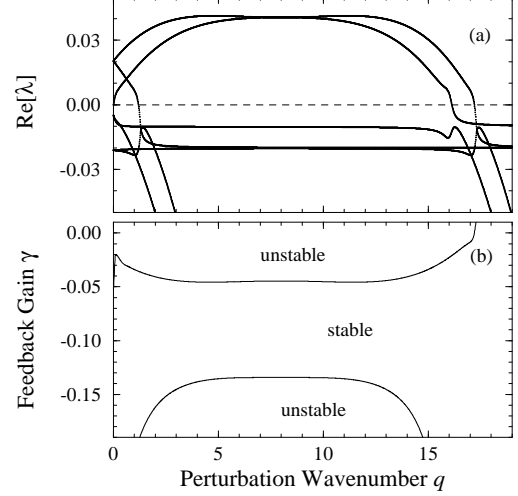 0.03
(a)
0.00
Re[λ]
-0.03
0.00
unstable
(b)
-0.05
Feedback Gain γ
stable
-0.10
-0.15
unstable
0
5
10
15
Perturbation Wavenumber q